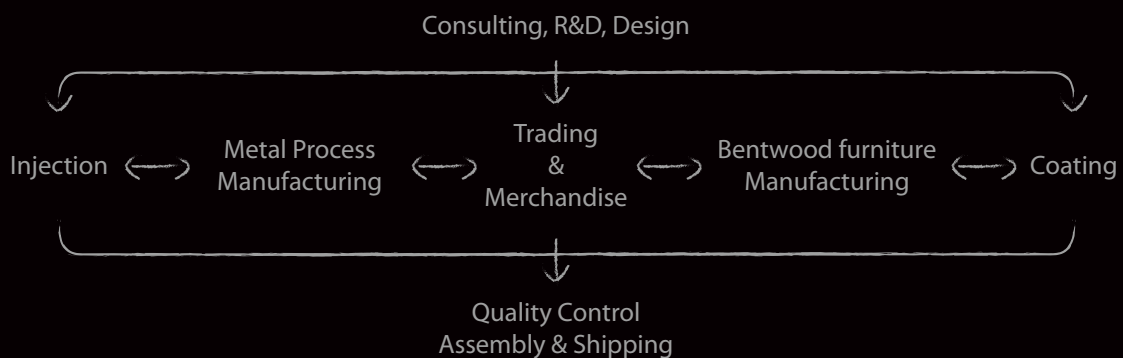 Consulting, R&D, Design
Injection
Metal Process
Manufacturing
Trading
&
Merchandise
Bentwood furniture
Manufacturing
Coating
Quality Control
Assembly & Shipping